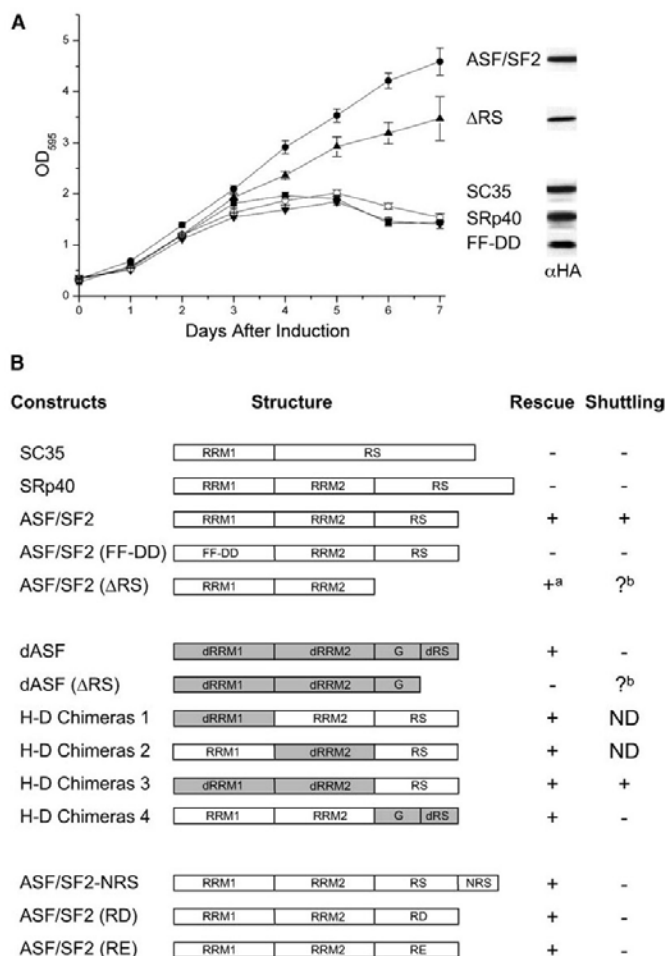 A
OD595
5
4
3
2
1
0
0 1 2 3 4 5 6 7
Days After Induction
ASF/SF2
ΔRS
SC35
SRp40
FF-DD
αHA
B
Constructs Structure Rescue Shuttling
SC35 RRM1 RS - -
SRp40 RRM1 RRM2 RS - -
ASF/SF2 RRM1 RRM2 RS + +
ASF/SF2 (FF-DD) FF-DD RRM2 RS - -
ASF/SF2 (ΔRS) RRM1 RRM2 +a ?b
dASF dRRM1 dRRM2 G dRS + -
dASF (ΔRS) dRRM1 dRRM2 G - ?b
H-D Chimeras 1 dRRM1 RRM2 RS + ND
H-D Chimeras 2 RRM1 dRRM2 RS + ND
H-D Chimeras 3 dRRM1 dRRM2 RS + +
H-D Chimeras 4 RRM1 RRM2 G dRS + -
ASF/SF2-NRS RRM1 RRM2 RS NRS + -
ASF/SF2 (RD) RRM1 RRM2 RD + -
ASF/SF2 (RE) RRM1 RRM2 RE + -